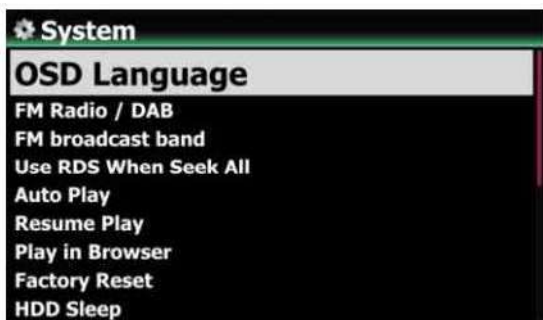 System
OSD Language
FM Radio / DAB
FM broadcast band
Use RDS When Seek All
Auto Play
Resume Play
Play in Browser
Factory Reset
HDD Sleep